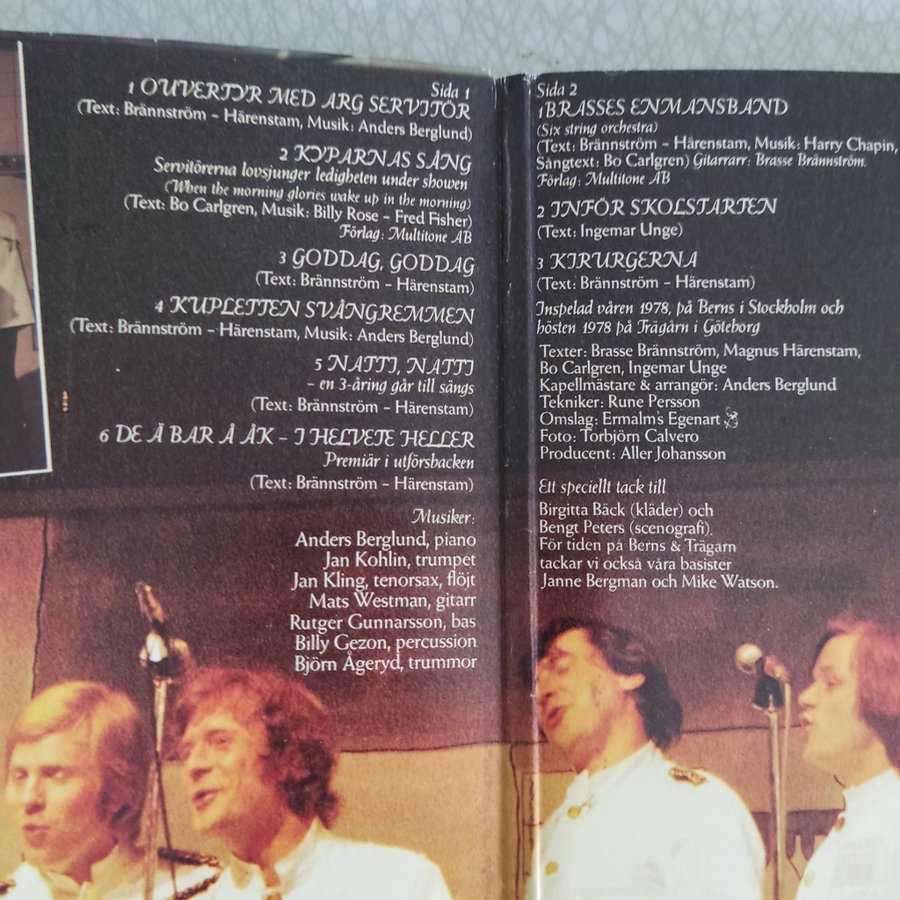 Sida 1
1 OUVERTYR MED ARG SERVITÖR
(Text: Brännström – Härenstam, Musik: Anders Berglund)
2 KYPARNAS SÅNG
Servitörerna lovsjunger ledigheten under showen
(When the morning glories wake up in the morning)
(Text: Bo Carlgren, Musik: Billy Rose – Fred Fisher)
Förlag: Multitone AB
3 GODDAG, GODDAG
(Text: Brännström – Härenstam)
4 KUPLETTEN SVÅNGREMMEN
(Text: Brännström – Härenstam, Musik: Anders Berglund)
5 NATTI, NATTI
– en 3-åring går till sängs
(Text: Brännström – Härenstam)
6 DE Ä BAR Å ÅK – I HELVETE HELLER
Premiär i utförsbacken
(Text: Brännström – Härenstam)
Musiker:
Anders Berglund, piano
Jan Kohlin, trumpet
Jan Kling, tenorsax, flöjt
Mats Westman, gitarr
Rutger Gunnarsson, bas
Billy Gezon, percussion
Björn Ågeryd, trummor
Sida 2
1 BRASSES ENMANSBAND
(Six string orchestra)
(Text: Brännström – Härenstam, Musik: Harry Chapin,
Sångtext: Bo Carlgren) Gitarrarr: Brasse Brännström.
Förlag: Multitone AB
2 INFÖR SKOLSTARTEN
(Text: Ingemar Unge)
3 KIRURGERNA
(Text: Brännström – Härenstam)
Inspelad våren 1978, på Berns i Stockholm och
hösten 1978 på Trägårn i Göteborg
Texter: Brasse Brännström, Magnus Härenstam,
Bo Carlgren, Ingemar Unge
Kapellmästare & arrangör: Anders Berglund
Tekniker: Rune Persson
Omslag: Ermalm's Egenart
Foto: Torbjörn Calvero
Producent: Aller Johansson
Ett speciellt tack till
Birgitta Bäck (kläder) och
Bengt Peters (scenografi).
För tiden på Berns & Trägarn
tackar vi också våra basister
Janne Bergman och Mike Watson.